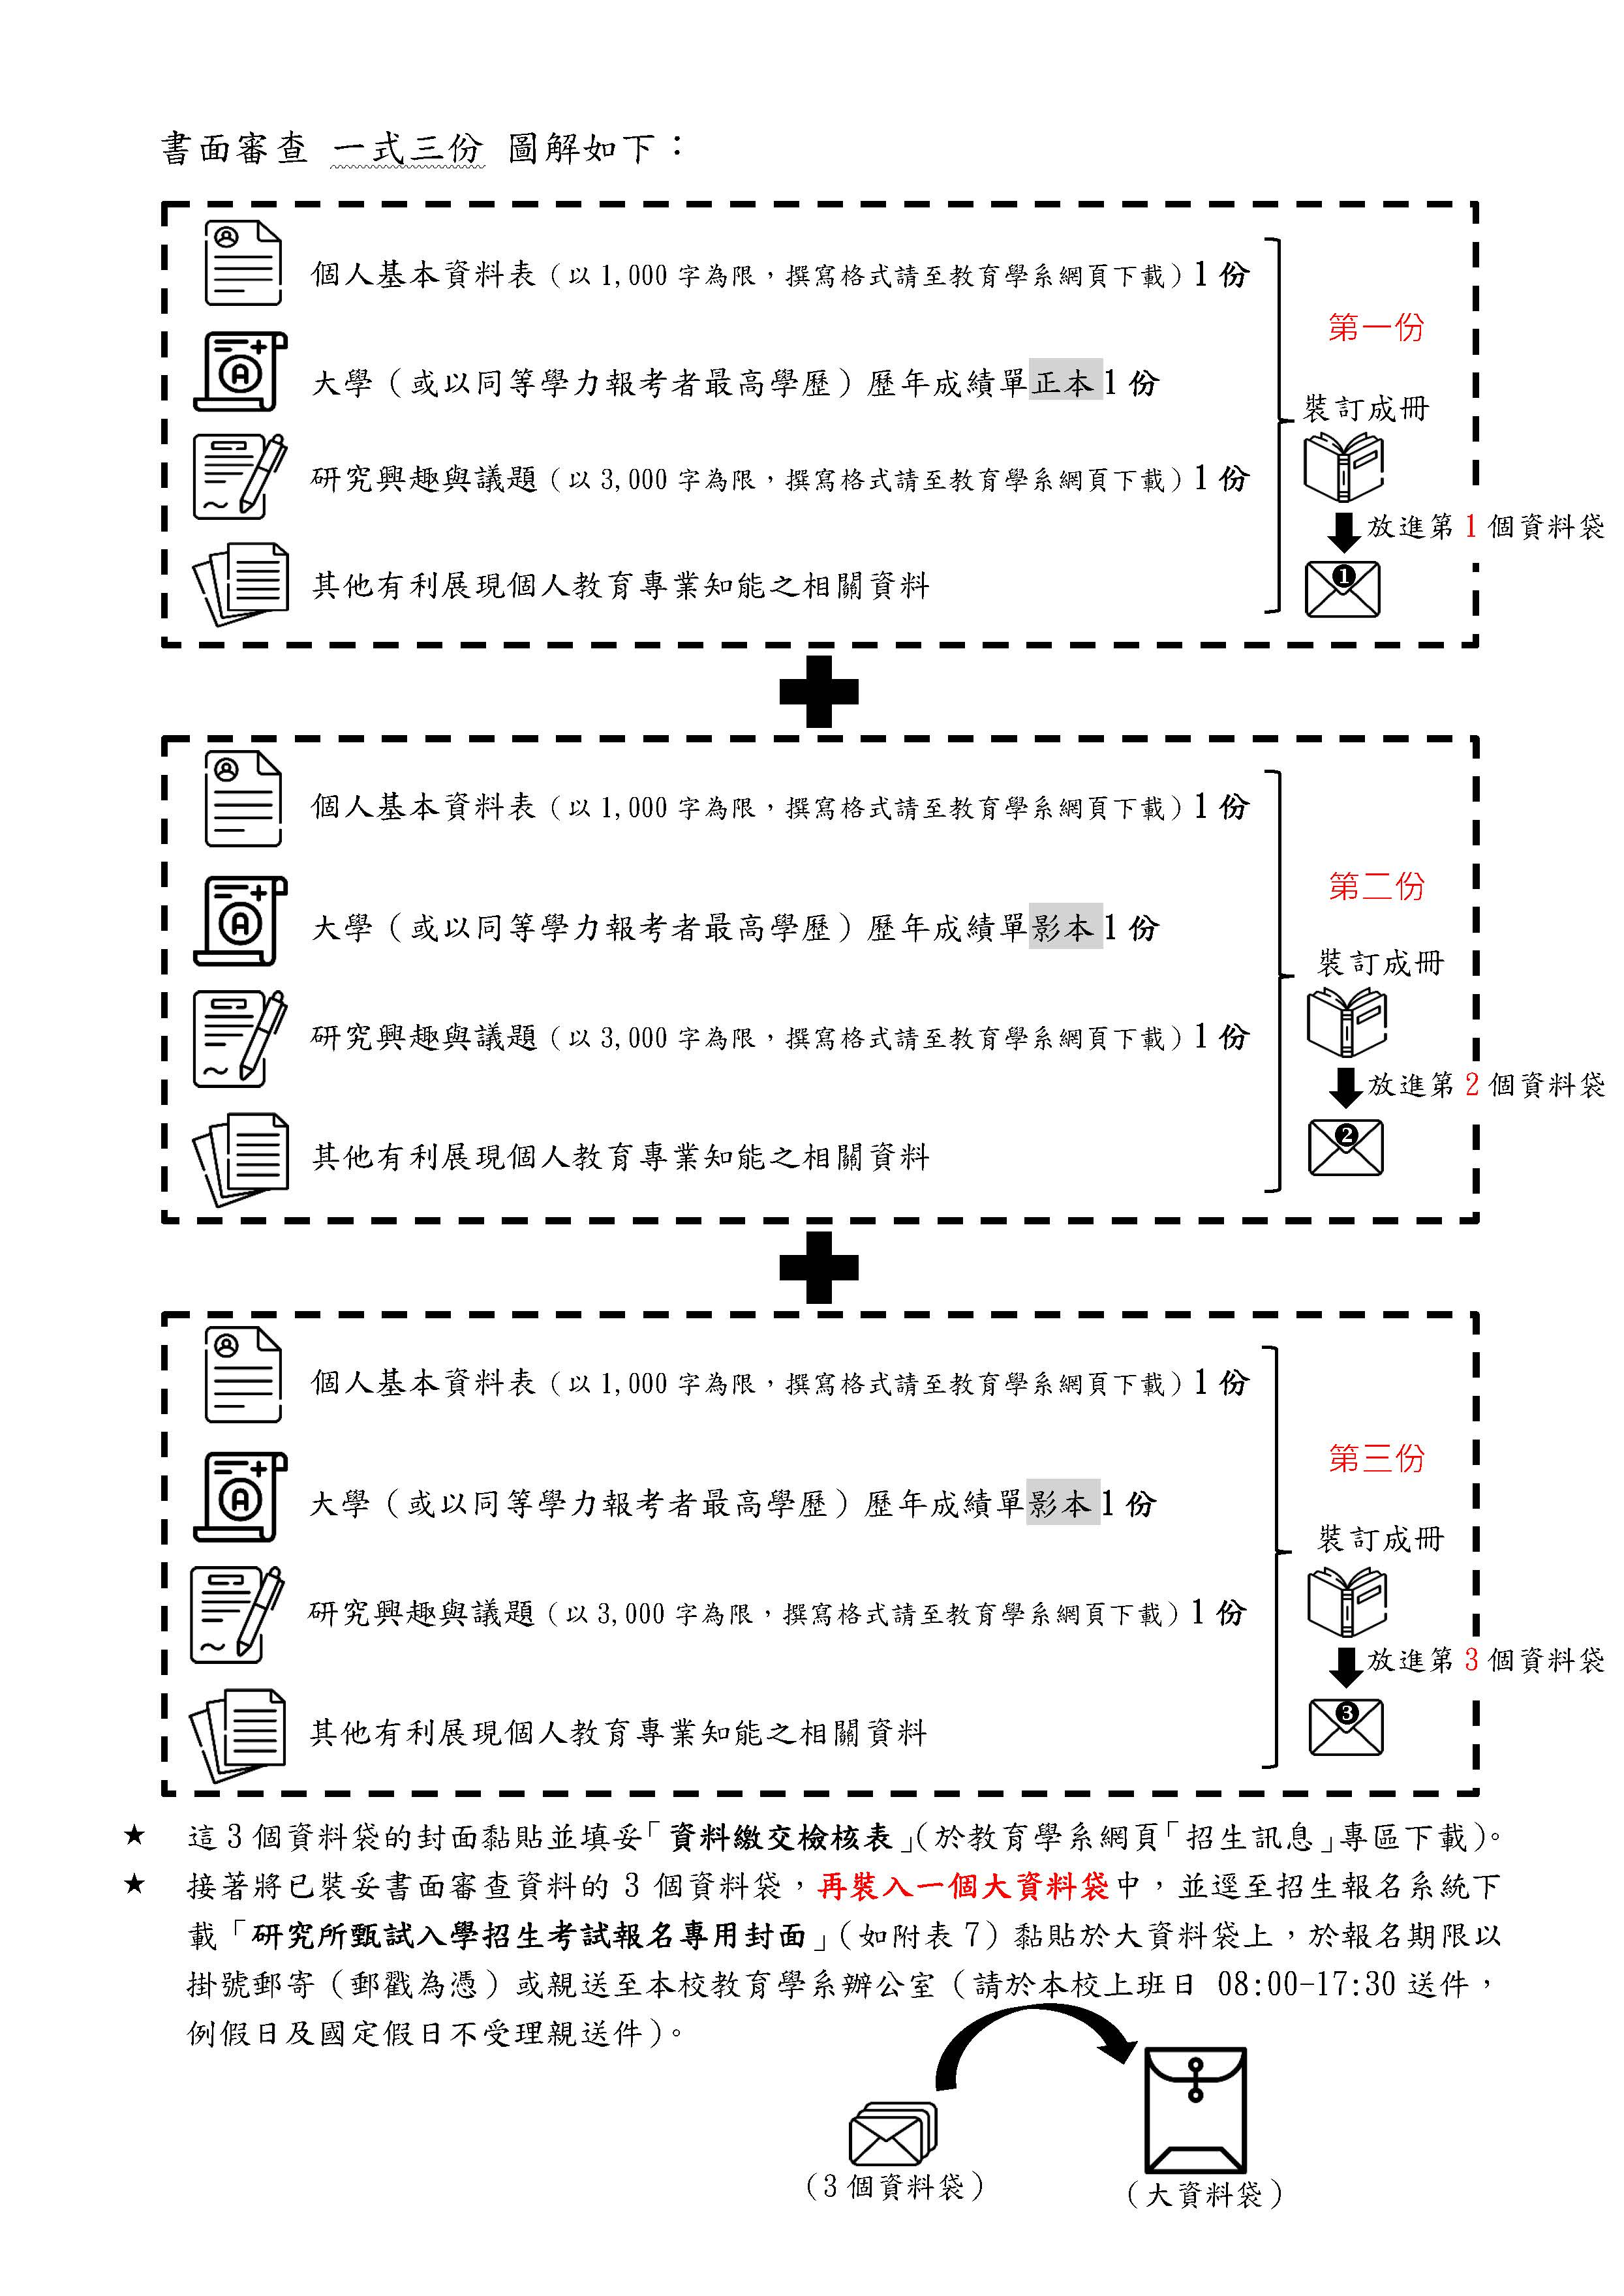 書面審查 一式三份 圖解如下：
個人基本資料表（以 1,000 字為限，撰寫格式請至教育學系網頁下載）1 份
第一份
大學（或以同等學力報考者最高學歷）歷年成績單正本 1 份
裝訂成冊
研究興趣與議題（以 3,000 字為限，撰寫格式請至教育學系網頁下載）1 份
放進第 1 個資料袋
1
其他有利展現個人教育專業知能之相關資料
個人基本資料表（以 1,000 字為限，撰寫格式請至教育學系網頁下載）1 份
第二份
大學（或以同等學力報考者最高學歷）歷年成績單影本 1 份
裝訂成冊
研究興趣與議題（以 3,000 字為限，撰寫格式請至教育學系網頁下載）1 份
放進第 2 個資料袋
2
其他有利展現個人教育專業知能之相關資料
個人基本資料表（以 1,000 字為限，撰寫格式請至教育學系網頁下載）1 份
第三份
大學（或以同等學力報考者最高學歷）歷年成績單影本 1 份
裝訂成冊
研究興趣與議題（以 3,000 字為限，撰寫格式請至教育學系網頁下載）1 份
放進第 3 個資料袋
3
其他有利展現個人教育專業知能之相關資料
★ 這 3 個資料袋的封面黏貼並填妥「資料繳交檢核表」（於教育學系網頁「招生訊息」專區下載）。
★ 接著將已裝妥書面審查資料的 3 個資料袋，再裝入一個大資料袋中，並逕至招生報名系統下
載「研究所甄試入學招生考試報名專用封面」（如附表 7）黏貼於大資料袋上，於報名期限以
掛號郵寄（郵戳為憑）或親送至本校教育學系辦公室（請於本校上班日 08:00-17:30 送件，
例假日及國定假日不受理親送件）。
（3 個資料袋）
（大資料袋）